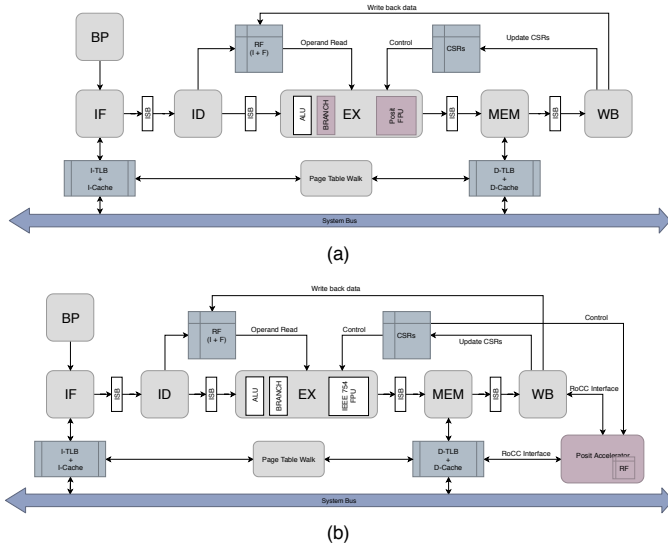 Write back data
BP
RF
(I + F)
Operand Read
Control
CSRs
Update CSRs
IF
ISB
ID
ISB
ALU
BRANCH
EX
Posit
FPU
ISB
MEM
ISB
WB
I-TLB
+
I-Cache
Page Table Walk
D-TLB
+
D-Cache
System Bus
(a)
Write back data
BP
RF
(I + F)
Operand Read
Control
CSRs
Control
Update CSRs
IF
ISB
ID
ISB
ALU
BRANCH
EX
IEEE 754
FPU
ISB
MEM
ISB
WB
RoCC Interface
I-TLB
+
I-Cache
Page Table Walk
D-TLB
+
D-Cache
RoCC Interface
Posit Accelerator
RF
System Bus
(b)